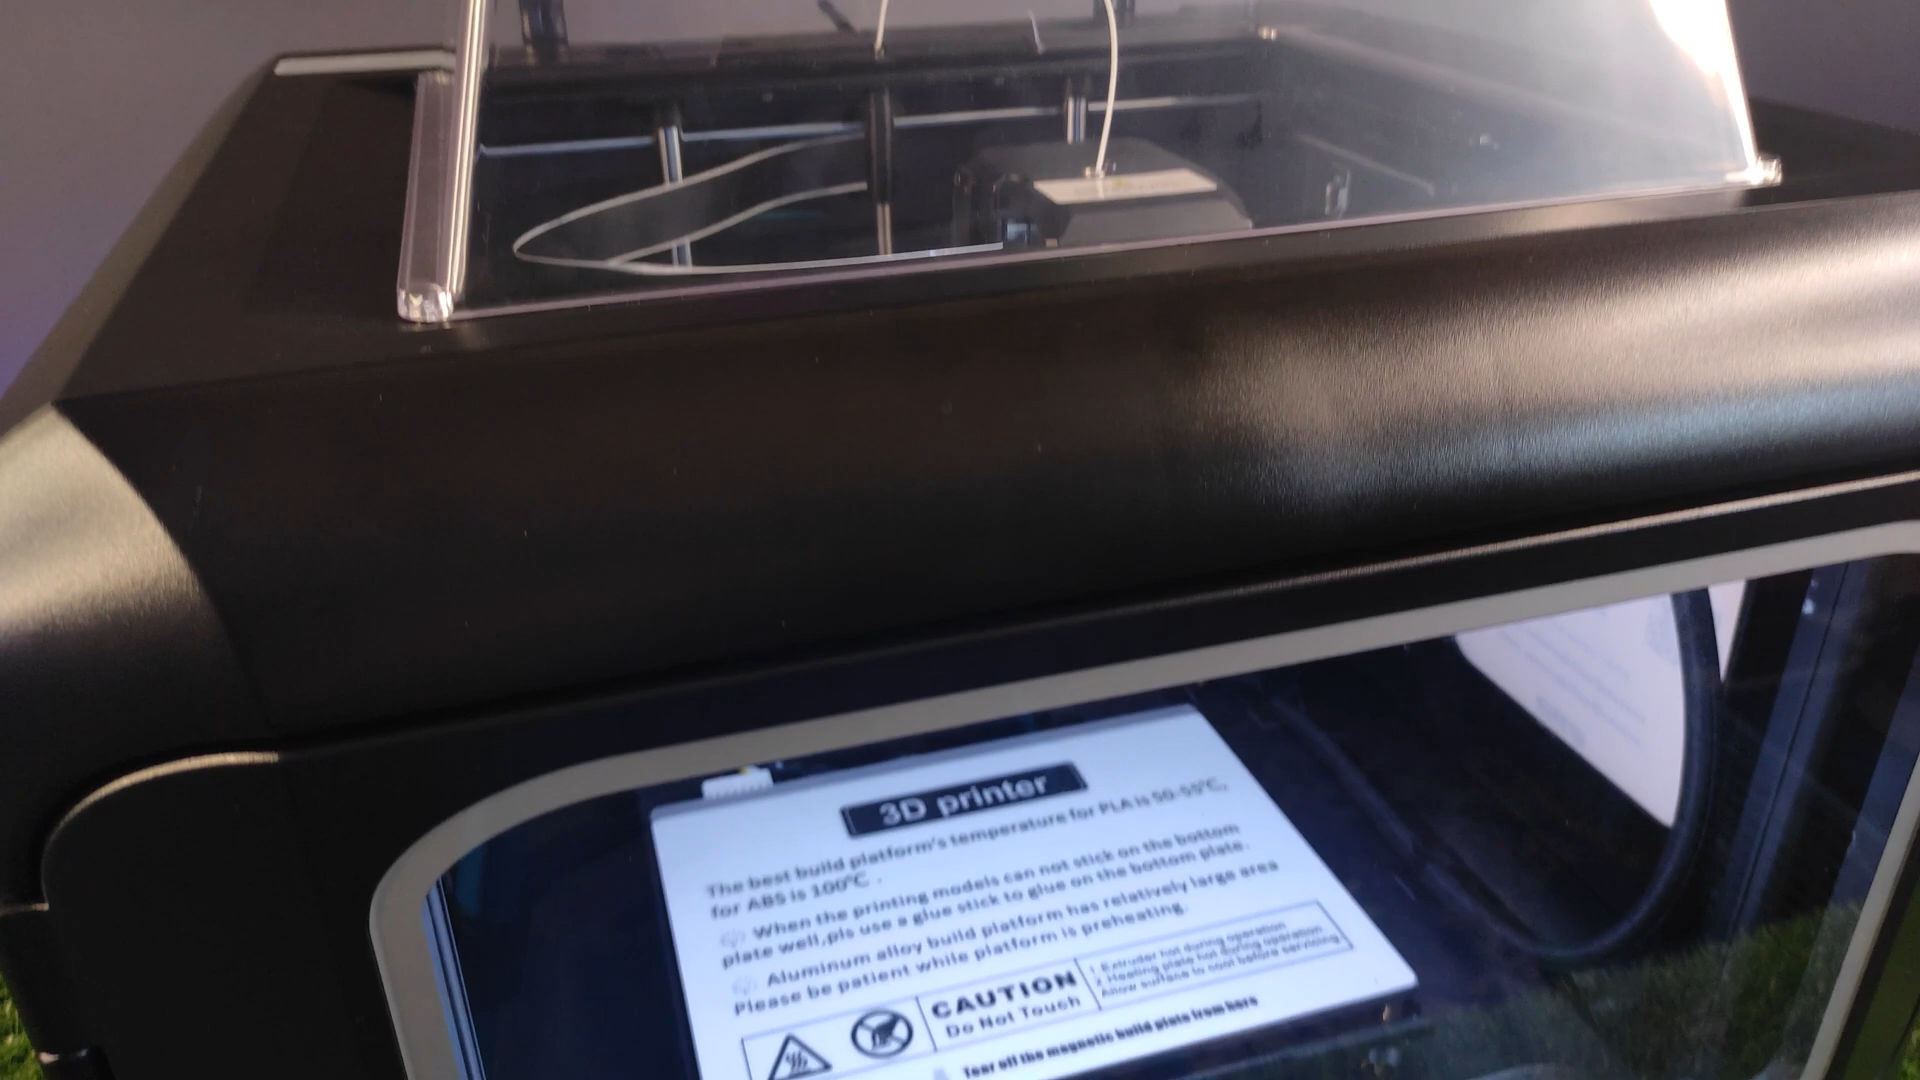 3D printer
The best build platform's temperature for PLA is 50-55℃,
for ABS is 100℃ .
When the printing models can not stick on the bottom
plate well,pls use a glue stick to glue on the bottom plate.
Aluminum alloy build platform has relatively large area
Please be patient while platform is preheating.
CAUTION
Do Not Touch
1. Extruder hot during operation
2. Heating plate hot during operation
Allow surface to cool before servicing
Tear off the magnetic build plate from here